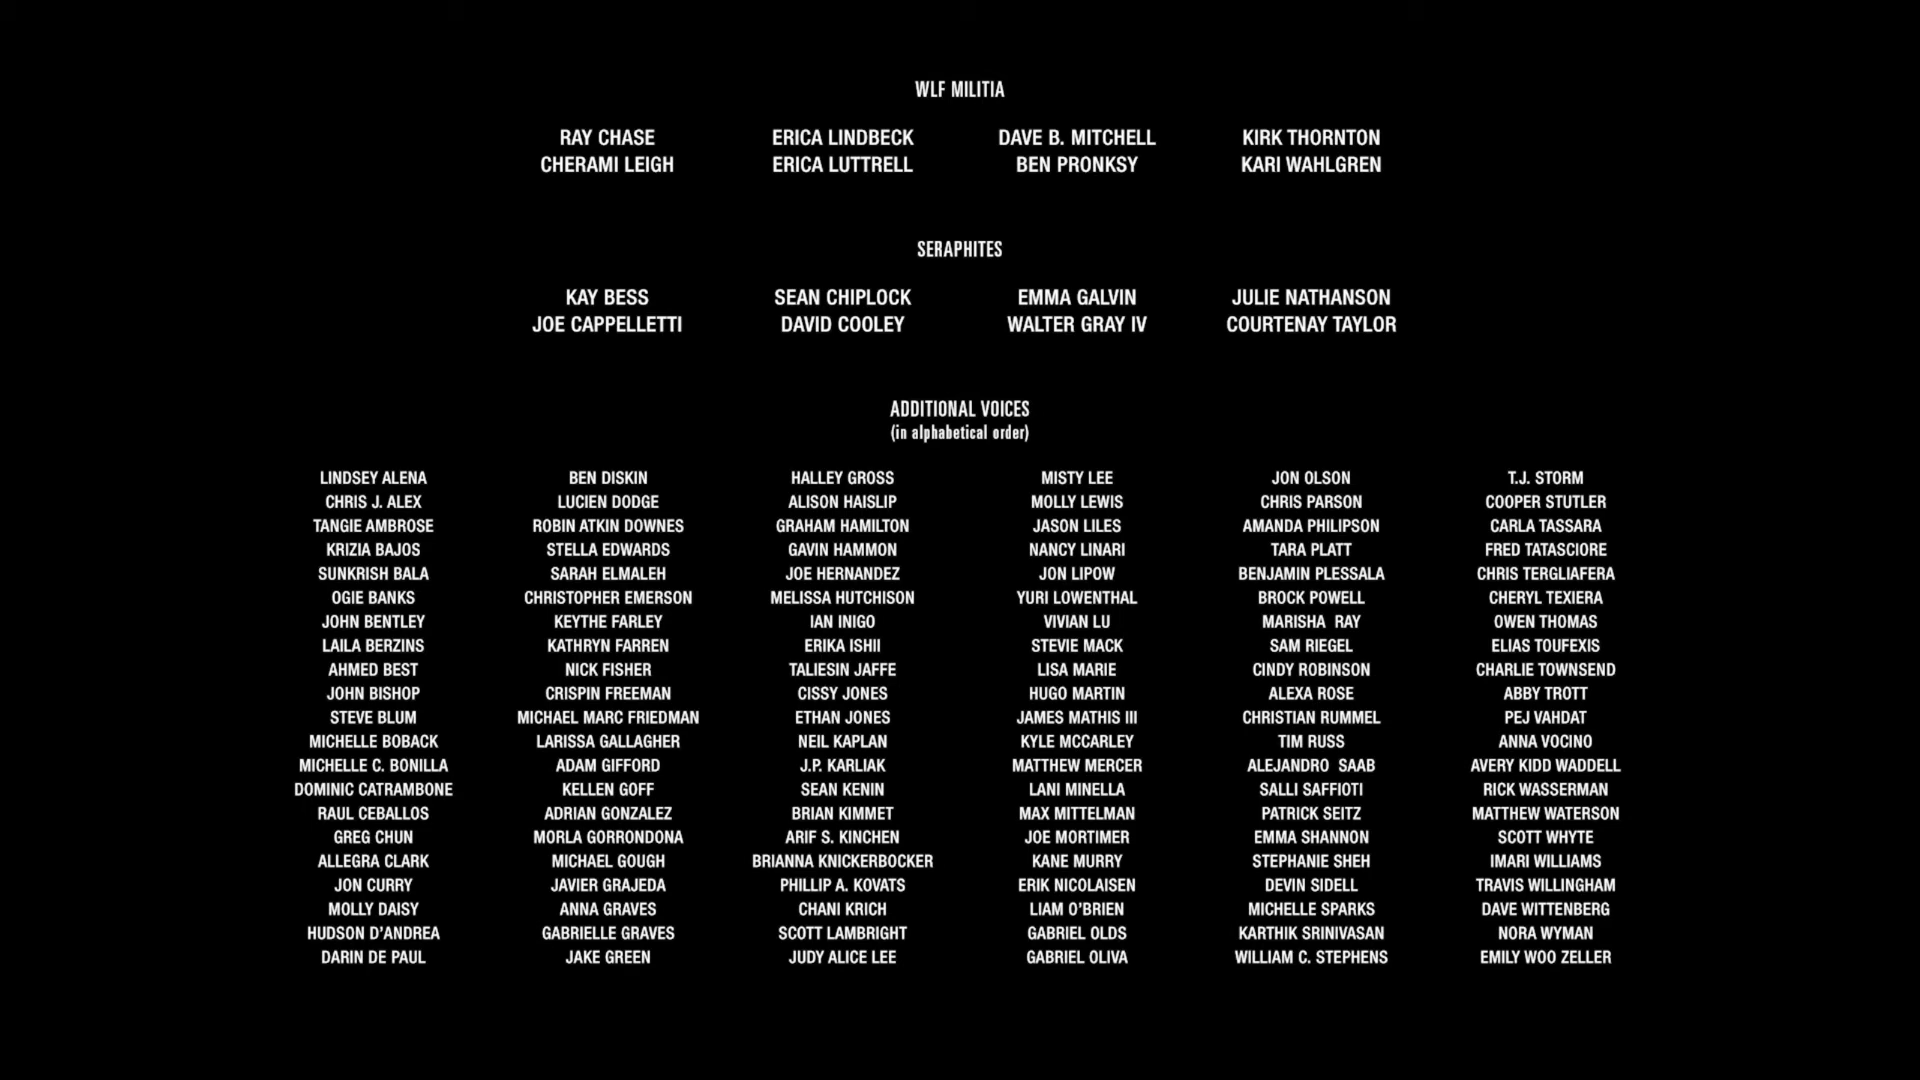 WLF MILITIA
RAY CHASE ERICA LINDBECK DAVE B. MITCHELL KIRK THORNTON
CHERAMI LEIGH ERICA LUTTRELL BEN PRONKSY KARI WAHLGREN
SERAPHITES
KAY BESS SEAN CHIPLOCK EMMA GALVIN JULIE NATHANSON
JOE CAPPELLETTI DAVID COOLEY WALTER GRAY IV COURTENAY TAYLOR
ADDITIONAL VOICES
(in alphabetical order)
LINDSEY ALENA BEN DISKIN HALLEY GROSS MISTY LEE JON OLSON T.J. STORM
CHRIS J. ALEX LUCIEN DODGE ALISON HAISLIP MOLLY LEWIS CHRIS PARSON COOPER STUTLER
TANGIE AMBROSE ROBIN ATKIN DOWNES GRAHAM HAMILTON JASON LILES AMANDA PHILIPSON CARLA TASSARA
KRIZIA BAJOS STELLA EDWARDS GAVIN HAMMON NANCY LINARI TARA PLATT FRED TATASCIORE
SUNKRISH BALA SARAH ELMALEH JOE HERNANDEZ JON LIPOW BENJAMIN PLESSALA CHRIS TERGLIAFERA
OGIE BANKS CHRISTOPHER EMERSON MELISSA HUTCHISON YURI LOWENTHAL BROCK POWELL CHERYL TEXIERA
JOHN BENTLEY KEYTHE FARLEY IAN INIGO VIVIAN LU MARISHA  RAY OWEN THOMAS
LAILA BERZINS KATHRYN FARREN ERIKA ISHII STEVIE MACK SAM RIEGEL ELIAS TOUFEXIS
AHMED BEST NICK FISHER TALIESIN JAFFE LISA MARIE CINDY ROBINSON CHARLIE TOWNSEND
JOHN BISHOP CRISPIN FREEMAN CISSY JONES HUGO MARTIN ALEXA ROSE ABBY TROTT
STEVE BLUM MICHAEL MARC FRIEDMAN ETHAN JONES JAMES MATHIS III CHRISTIAN RUMMEL PEJ VAHDAT
MICHELLE BOBACK LARISSA GALLAGHER NEIL KAPLAN KYLE MCCARLEY TIM RUSS ANNA VOCINO
MICHELLE C. BONILLA ADAM GIFFORD J.P. KARLIAK MATTHEW MERCER ALEJANDRO  SAAB AVERY KIDD WADDELL
DOMINIC CATRAMBONE KELLEN GOFF SEAN KENIN LANI MINELLA SALLI SAFFIOTI RICK WASSERMAN
RAUL CEBALLOS ADRIAN GONZALEZ BRIAN KIMMET MAX MITTELMAN PATRICK SEITZ MATTHEW WATERSON
GREG CHUN MORLA GORRONDONA ARIF S. KINCHEN JOE MORTIMER EMMA SHANNON SCOTT WHYTE
ALLEGRA CLARK MICHAEL GOUGH BRIANNA KNICKERBOCKER KANE MURRY STEPHANIE SHEH IMARI WILLIAMS
JON CURRY JAVIER GRAJEDA PHILLIP A. KOVATS ERIK NICOLAISEN DEVIN SIDELL TRAVIS WILLINGHAM
MOLLY DAISY ANNA GRAVES CHANI KRICH LIAM O'BRIEN MICHELLE SPARKS DAVE WITTENBERG
HUDSON D'ANDREA GABRIELLE GRAVES SCOTT LAMBRIGHT GABRIEL OLDS KARTHIK SRINIVASAN NORA WYMAN
DARIN DE PAUL JAKE GREEN JUDY ALICE LEE GABRIEL OLIVA WILLIAM C. STEPHENS EMILY WOO ZELLER